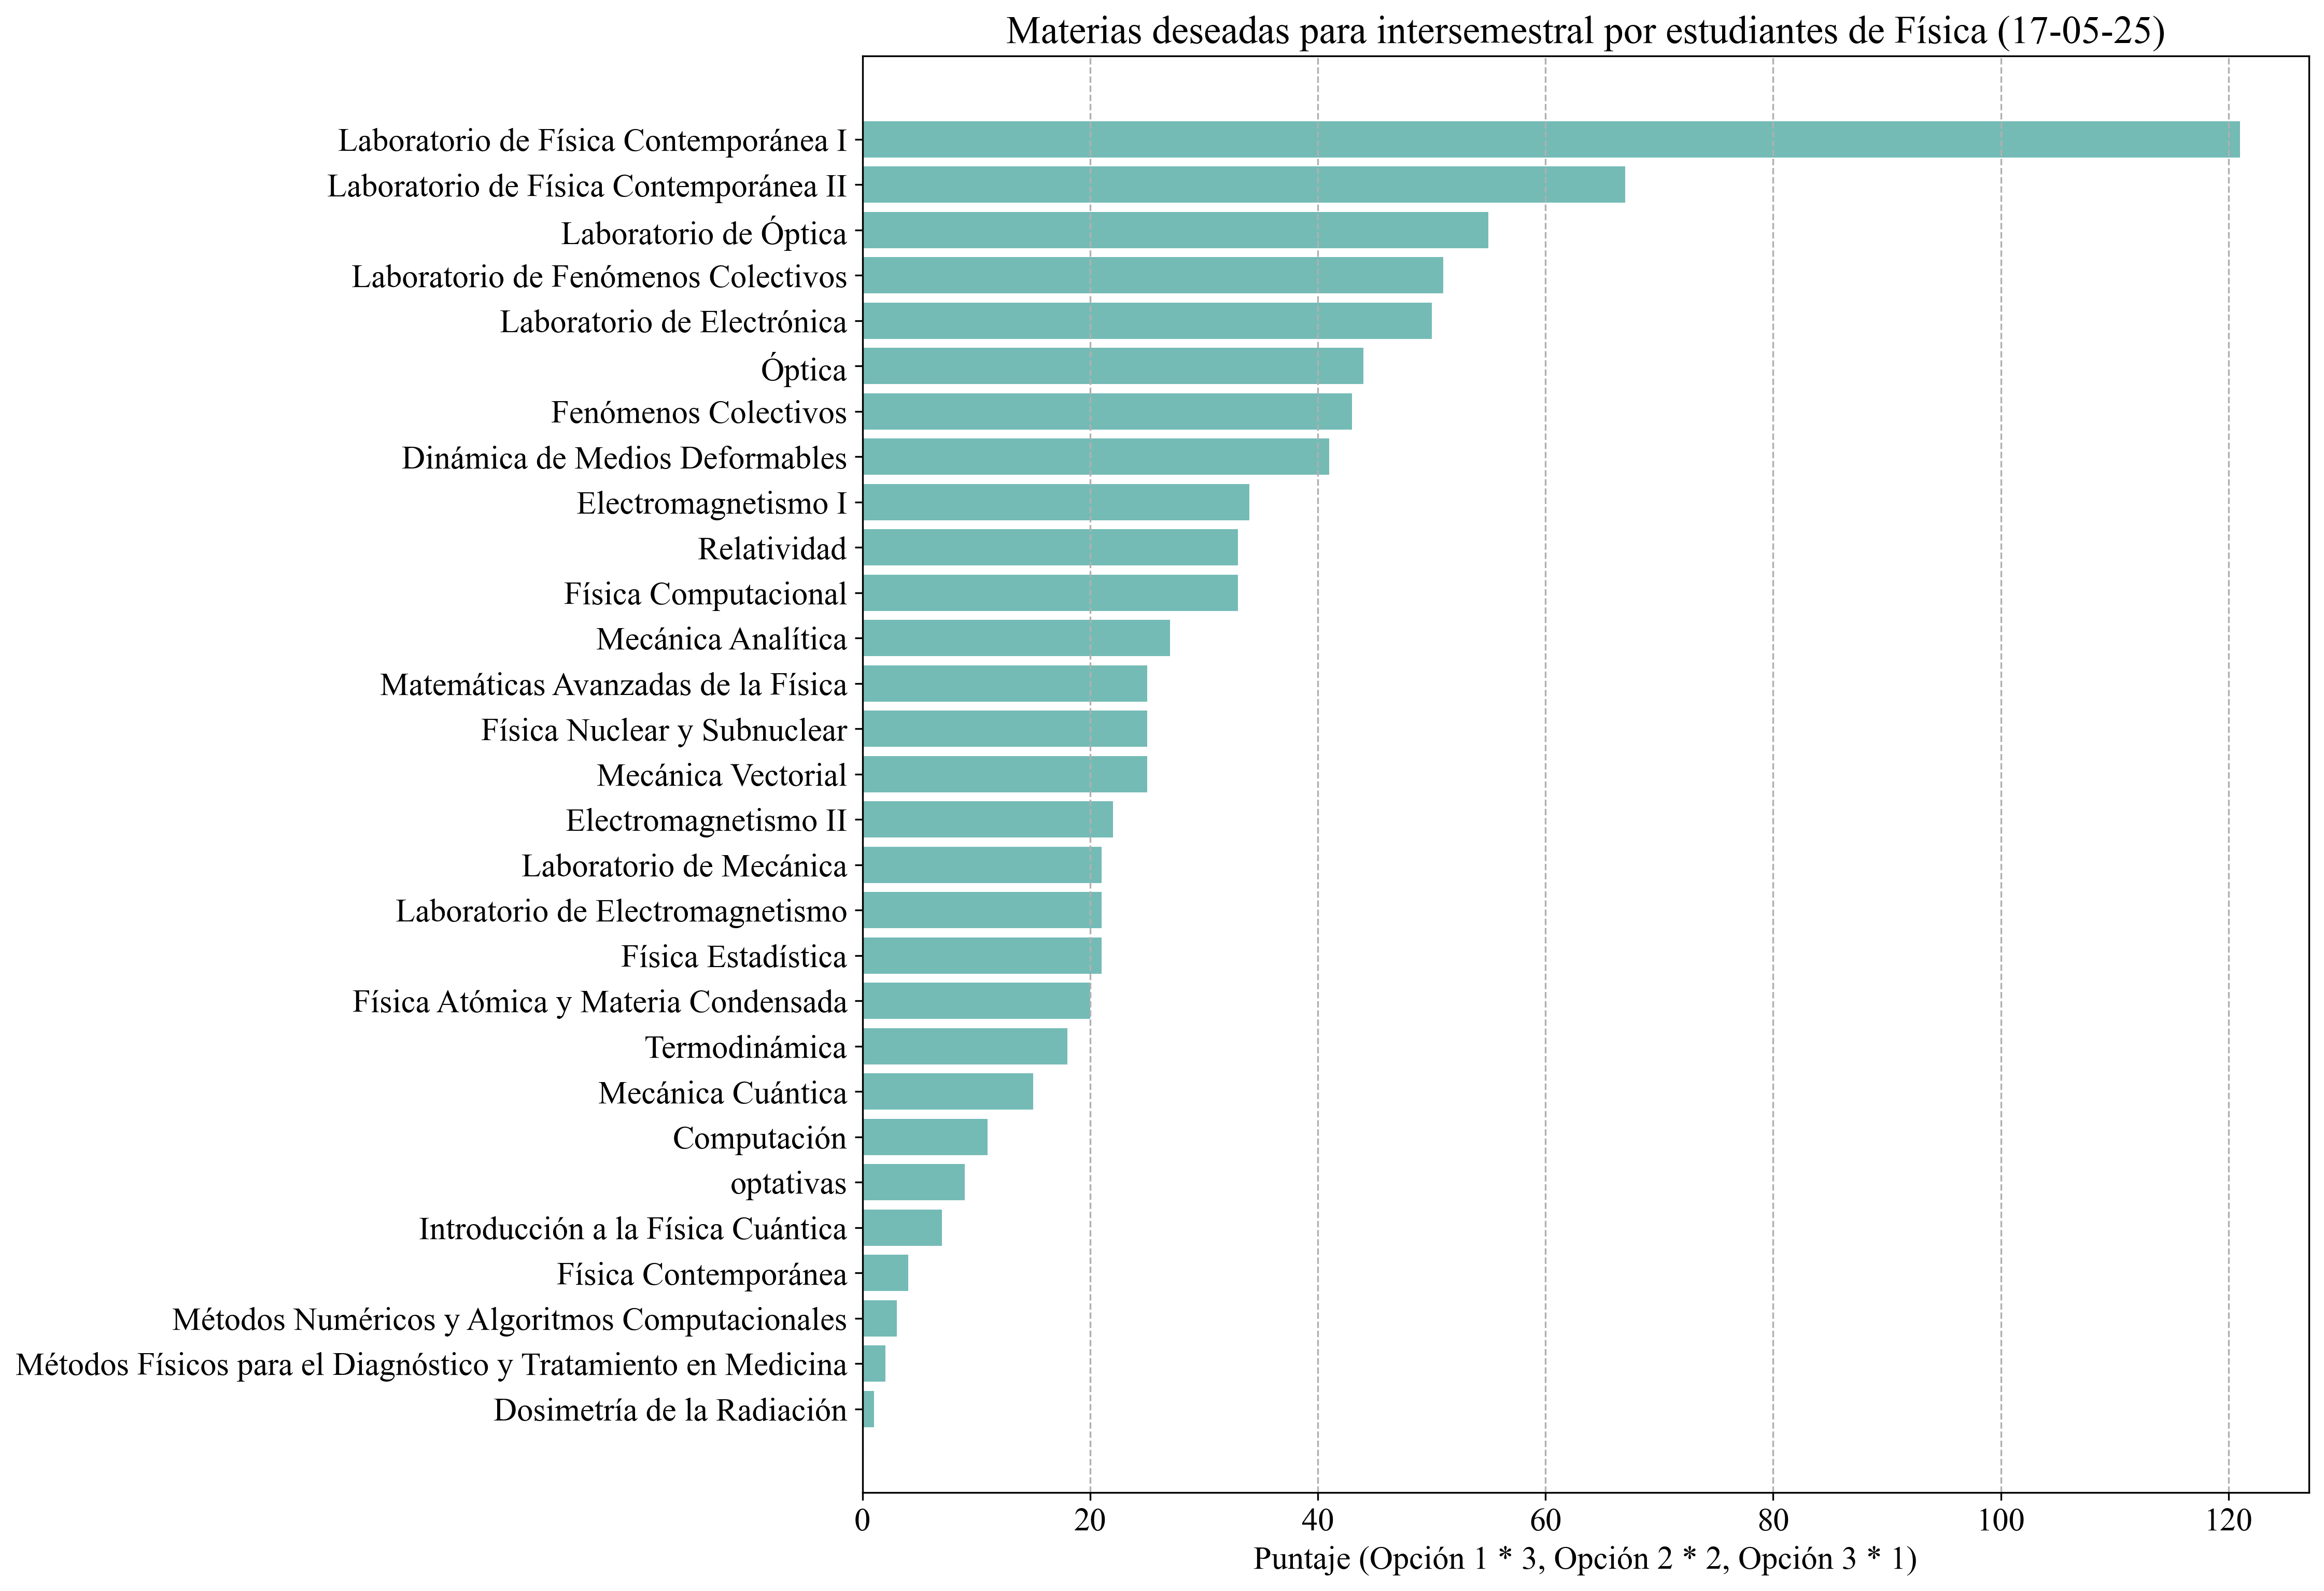 Materias deseadas para intersemestral por estudiantes de Física (17-05-25)
Laboratorio de Física Contemporánea I
Laboratorio de Física Contemporánea II
Laboratorio de Óptica
Laboratorio de Fenómenos Colectivos
Laboratorio de Electrónica
Óptica
Fenómenos Colectivos
Dinámica de Medios Deformables
Electromagnetismo I
Relatividad
Física Computacional
Mecánica Analítica
Matemáticas Avanzadas de la Física
Física Nuclear y Subnuclear
Mecánica Vectorial
Electromagnetismo II
Laboratorio de Mecánica
Laboratorio de Electromagnetismo
Física Estadística
Física Atómica y Materia Condensada
Termodinámica
Mecánica Cuántica
Computación
optativas
Introducción a la Física Cuántica
Física Contemporánea
Métodos Numéricos y Algoritmos Computacionales
Métodos Físicos para el Diagnóstico y Tratamiento en Medicina
Dosimetría de la Radiación
0 20 40 60 80 100 120
Puntaje (Opción 1 * 3, Opción 2 * 2, Opción 3 * 1)